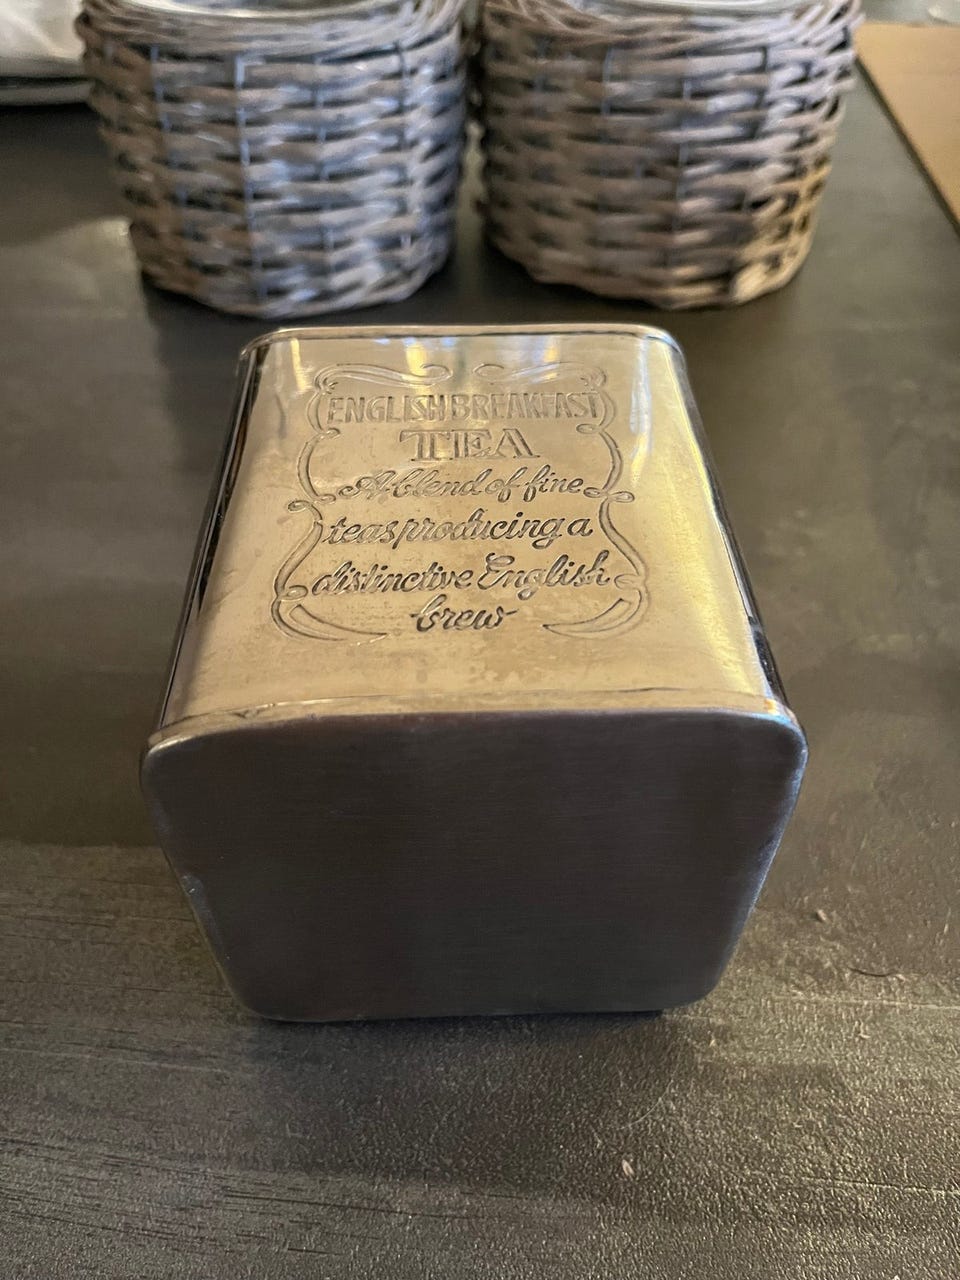 ENGLISH BREAKFAST
TEA
A blend of fine
teas producing a
distinctive English
brew